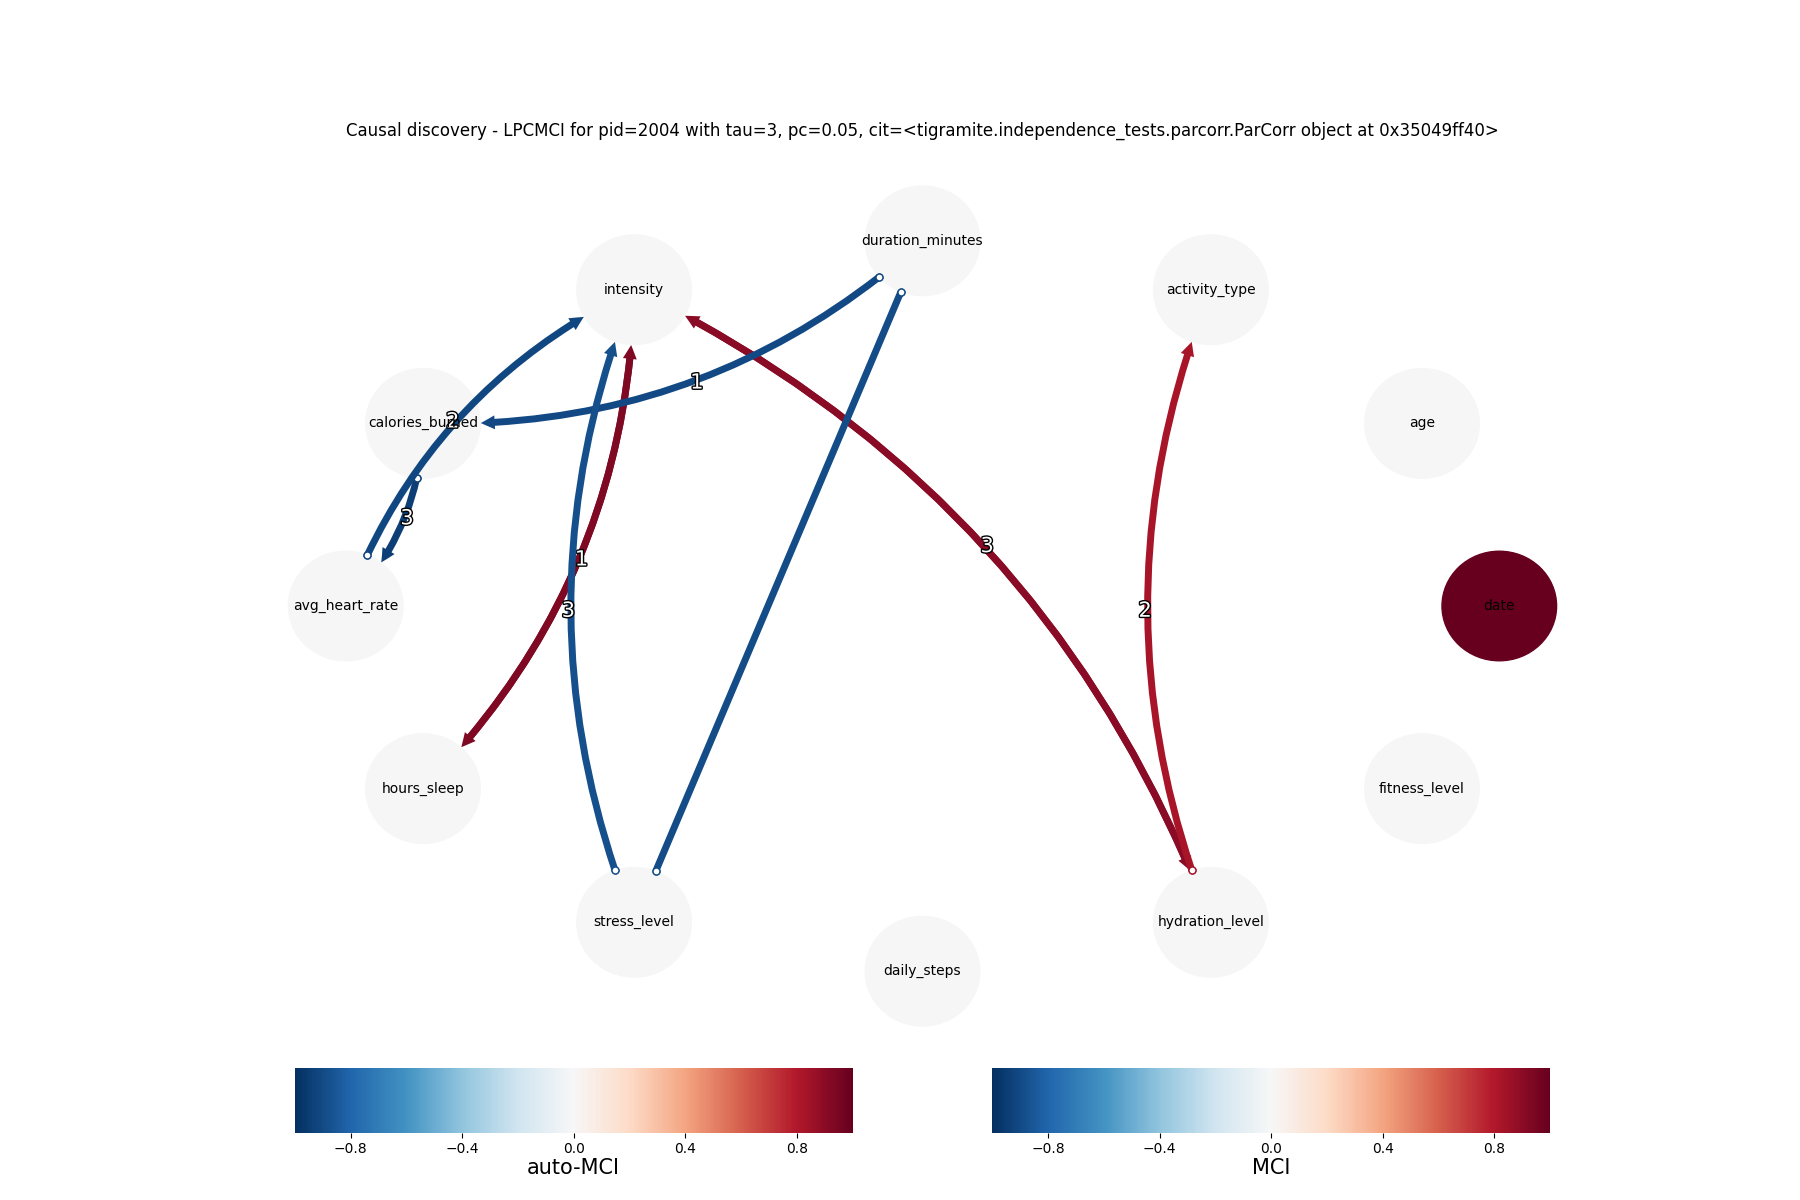 Causal discovery - LPCMCI for pid=2004 with tau=3, pc=0.05, cit=<tigramite.independence_tests.parcorr.ParCorr object at 0x35049ff40>
duration_minutes
intensity
activity_type
1
2
calories_burned
age
3
3
1
avg_heart_rate
3
2
date
hours_sleep
fitness_level
stress_level
hydration_level
daily_steps
−0.8 −0.4 0.0 0.4 0.8
auto-MCI
−0.8 −0.4 0.0 0.4 0.8
MCI